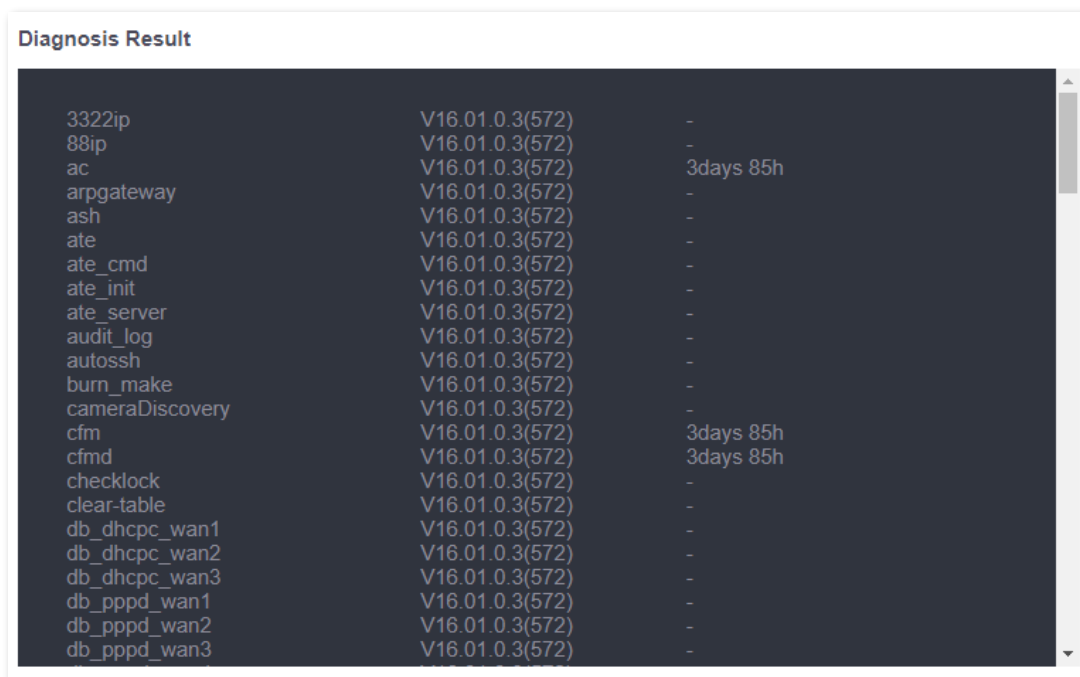 Diagnosis Result
3322ip V16.01.0.3(572) -
88ip V16.01.0.3(572) -
ac V16.01.0.3(572) 3days 85h
arpgateway V16.01.0.3(572) -
ash V16.01.0.3(572) -
ate V16.01.0.3(572) -
ate_cmd V16.01.0.3(572) -
ate_init V16.01.0.3(572) -
ate_server V16.01.0.3(572) -
audit_log V16.01.0.3(572) -
autossh V16.01.0.3(572) -
burn_make V16.01.0.3(572) -
cameraDiscovery V16.01.0.3(572) -
cfm V16.01.0.3(572) 3days 85h
cfmd V16.01.0.3(572) 3days 85h
checklock V16.01.0.3(572) -
clear-table V16.01.0.3(572) -
db_dhcpc_wan1 V16.01.0.3(572) -
db_dhcpc_wan2 V16.01.0.3(572) -
db_dhcpc_wan3 V16.01.0.3(572) -
db_pppd_wan1 V16.01.0.3(572) -
db_pppd_wan2 V16.01.0.3(572) -
db_pppd_wan3 V16.01.0.3(572) -